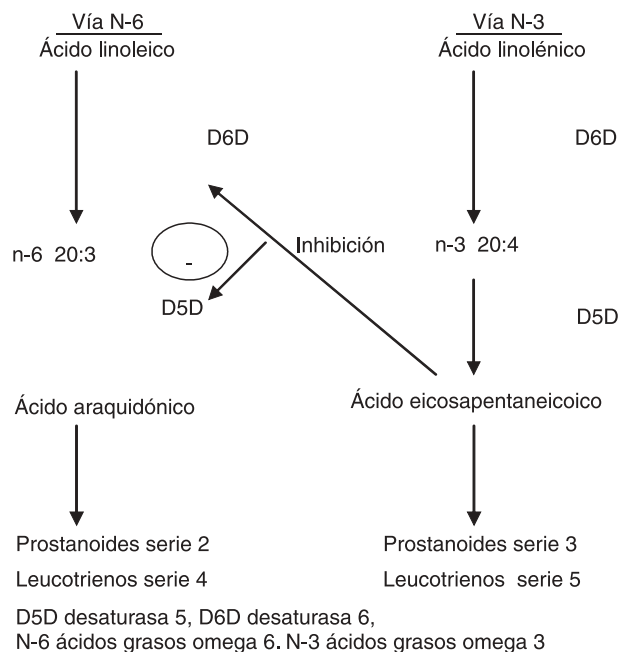 Vía N-6
Ácido linoleico
Vía N-3
Ácido linolénico
D6D
D6D
n-6 20:3
-
Inhibición
n-3 20:4
D5D
D5D
Ácido araquidónico
Ácido eicosapentaneicoico
Prostanoides serie 2
Leucotrienos serie 4
Prostanoides serie 3
Leucotrienos serie 5
D5D desaturasa 5, D6D desaturasa 6,
N-6 ácidos grasos omega 6. N-3 ácidos grasos omega 3